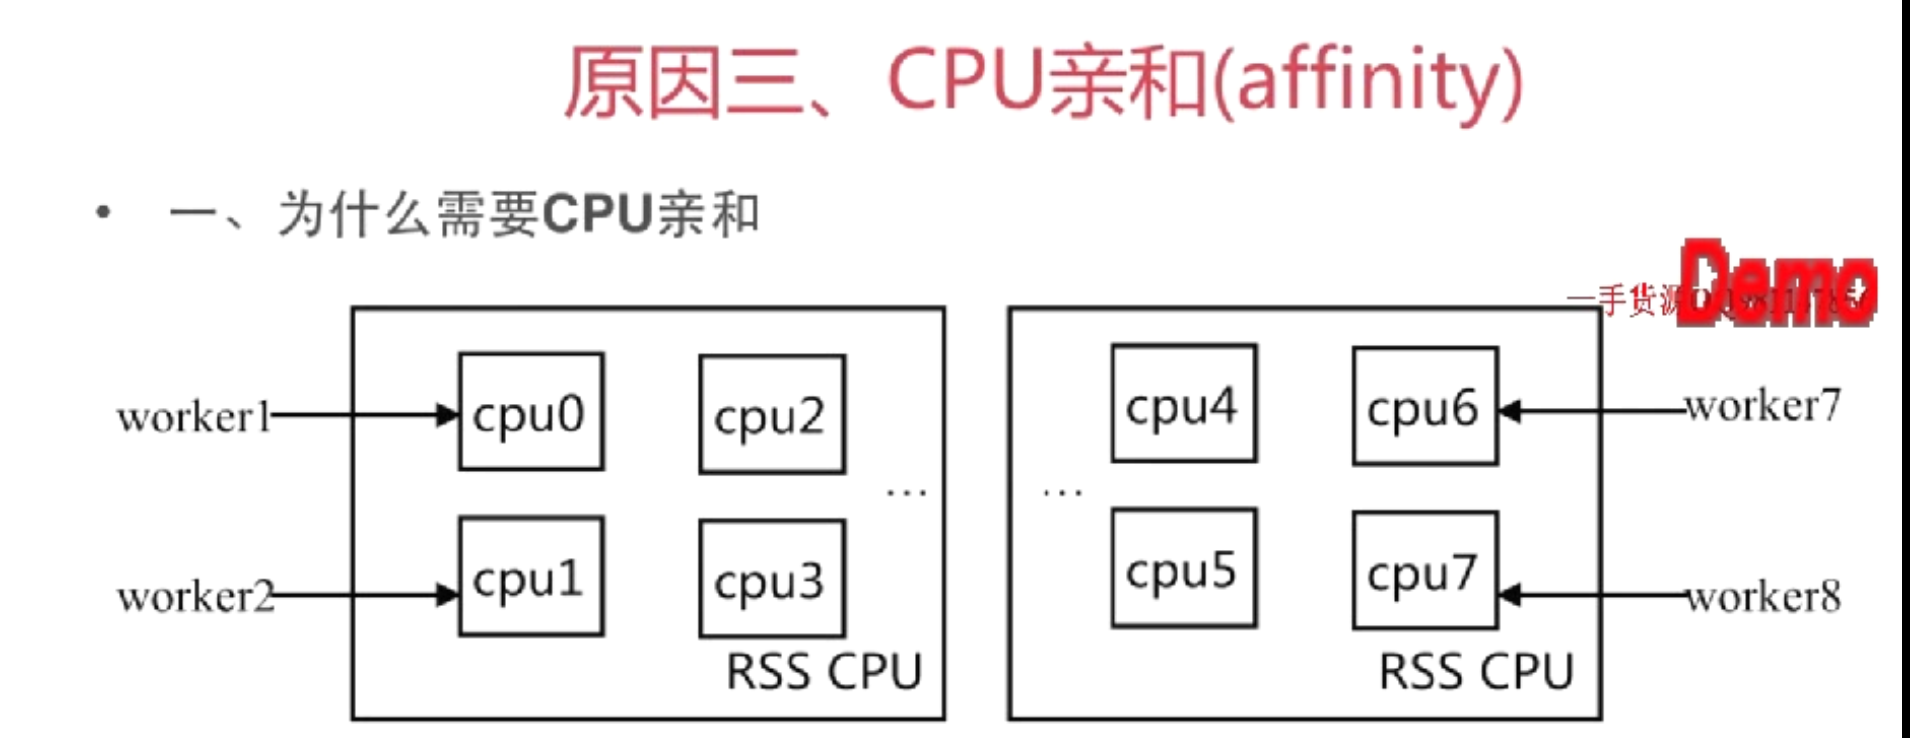 原因三、CPU亲和(affinity)
• 一、为什么需要CPU亲和
Demo
一手货源
worker1 cpu0 cpu2 cpu4 cpu6 worker7
... ...
worker2 cpu1 cpu3 cpu5 cpu7 worker8
RSS CPU RSS CPU